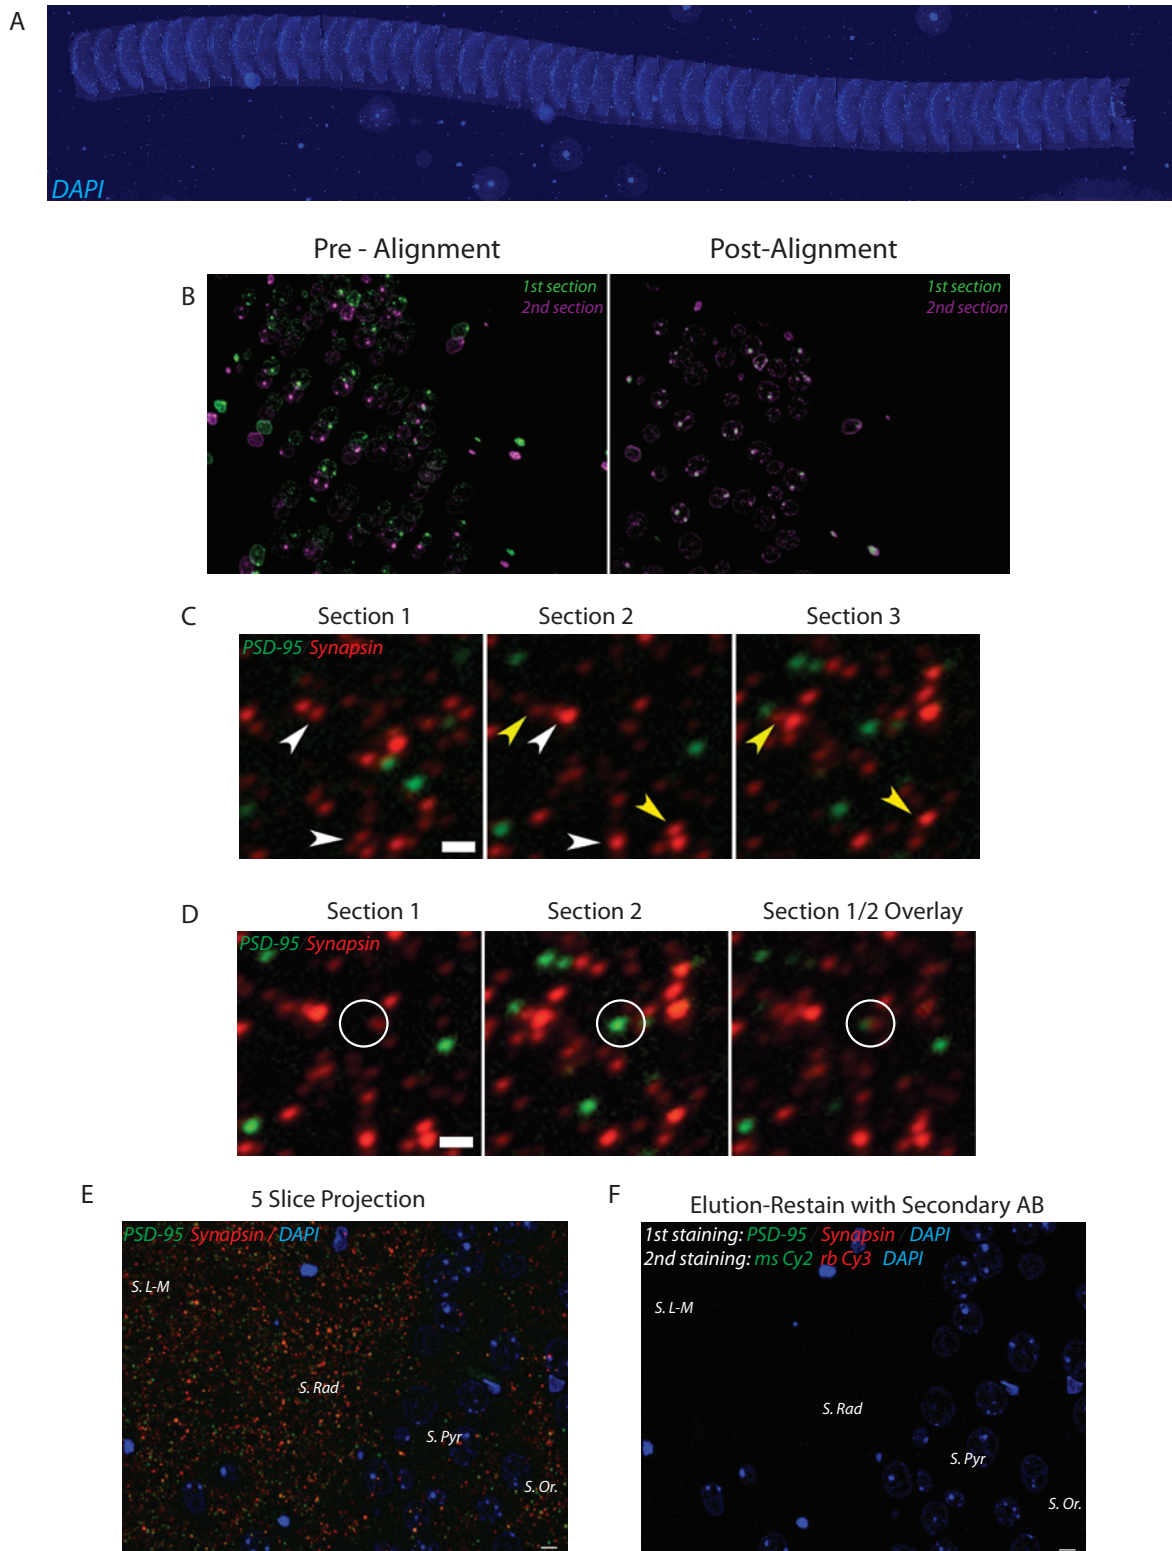 A
DAPI
Pre - Alignment
Post-Alignment
B
1st section
2nd section
1st section
2nd section
C
Section 1
Section 2
Section 3
PSD-95 Synapsin
D
Section 1
Section 2
Section 1/2 Overlay
PSD-95 Synapsin
E
5 Slice Projection
PSD-95 Synapsin / DAPI
S. L-M
S. Rad
S. Pyr
S. Or.
F
Elution-Restain with Secondary AB
1st staining: PSD-95 / Synapsin / DAPI
2nd staining: ms Cy2 rb Cy3 DAPI
S. L-M
S. Rad
S. Pyr
S. Or.